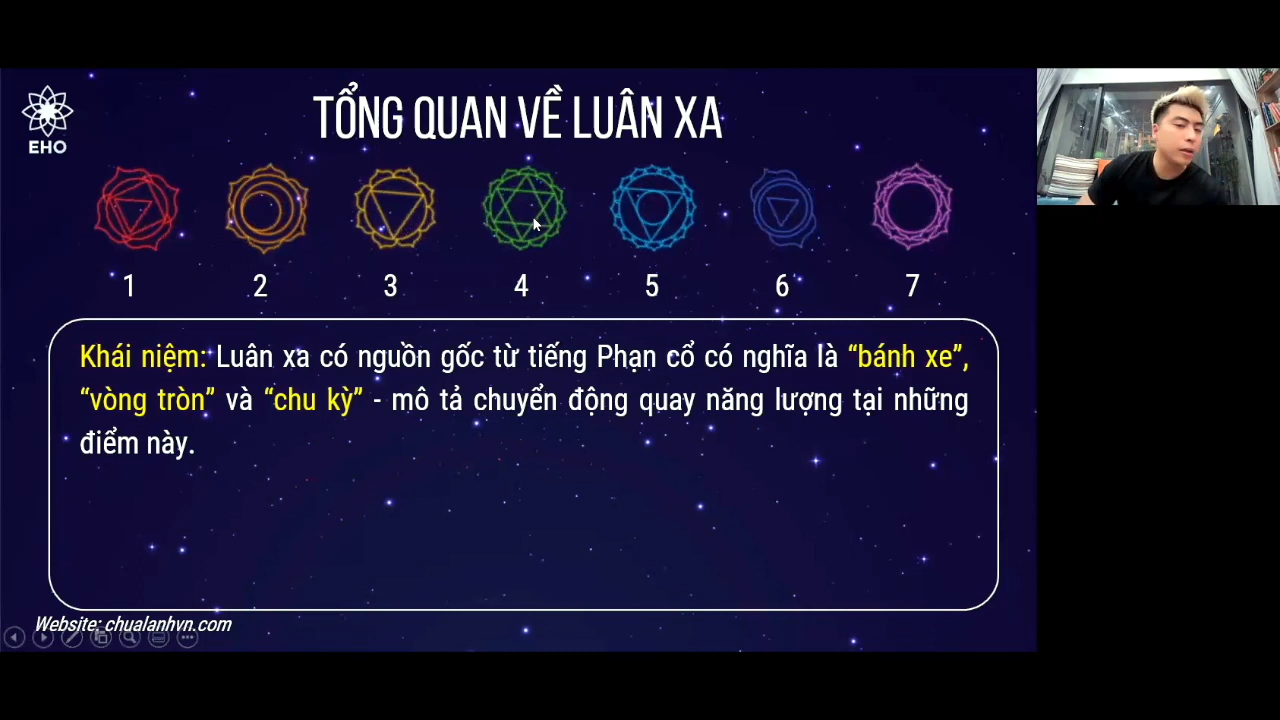 EHO
TỔNG QUAN VỀ LUÂN XA
1 2 3 4 5 6 7
Khái niệm: Luân xa có nguồn gốc từ tiếng Phạn cổ có nghĩa là “bánh xe”,
“vòng tròn” và “chu kỳ” - mô tả chuyển động quay năng lượng tại những
điểm này.
Website: chualanhvn.com